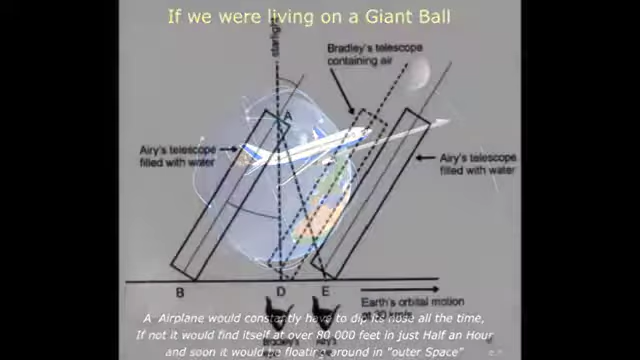 If we were living on a Giant Ball
starlight
Bradley's telescope
containing air
A
Airy's telescope
filled with water
Airy's telescope
filled with water
B
D
E
Earth's orbital motion
at 30 km/s
A Airplane would constantly have to dip its nose all the time,
If not it would find itself at over 80 000 feet in just Half an Hour
and soon it would be floating around in "outer Space"